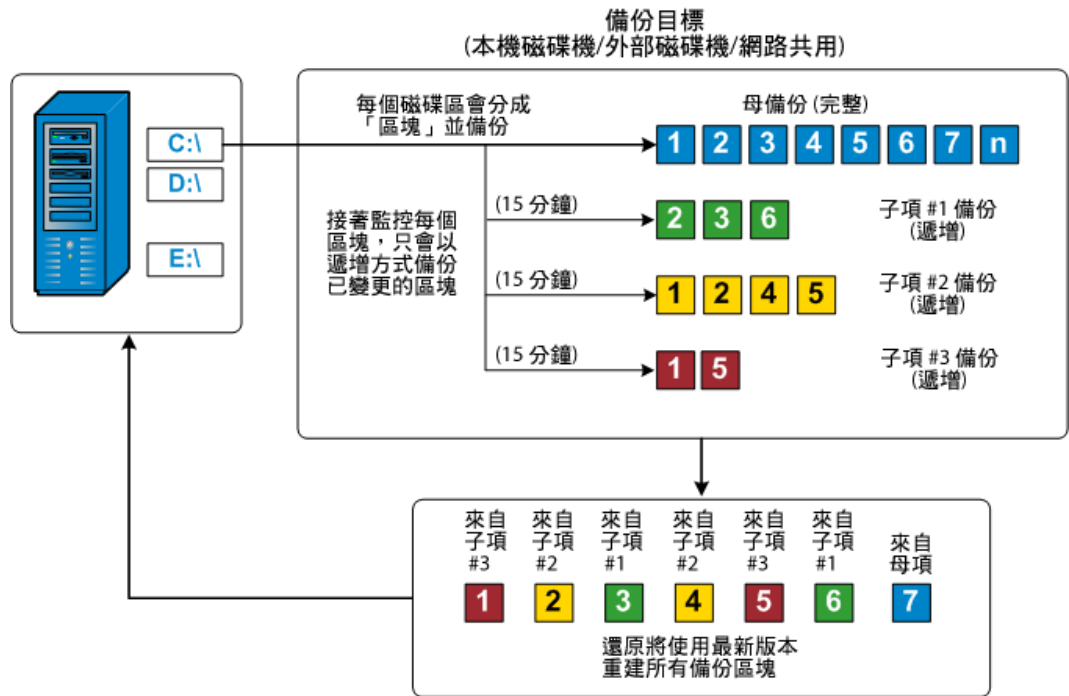 備份目標
(本機磁碟機/外部磁碟機/網路共用)
C:\
D:\
E:\
每個磁碟區會分成
「區塊」並備份
母備份 (完整)
1 2 3 4 5 6 7 n
接著監控每個
區塊,只會以
遞增方式備份
已變更的區塊
(15 分鐘)
2 3 6
子項 #1 備份
(遞增)
(15 分鐘)
1 2 4 5
子項 #2 備份
(遞增)
(15 分鐘)
1 5
子項 #3 備份
(遞增)
來自
子項
#3
來自
子項
#2
來自
子項
#1
來自
子項
#2
來自
子項
#3
來自
子項
#1
來自
母項
1 2 3 4 5 6 7
還原將使用最新版本
重建所有備份區塊